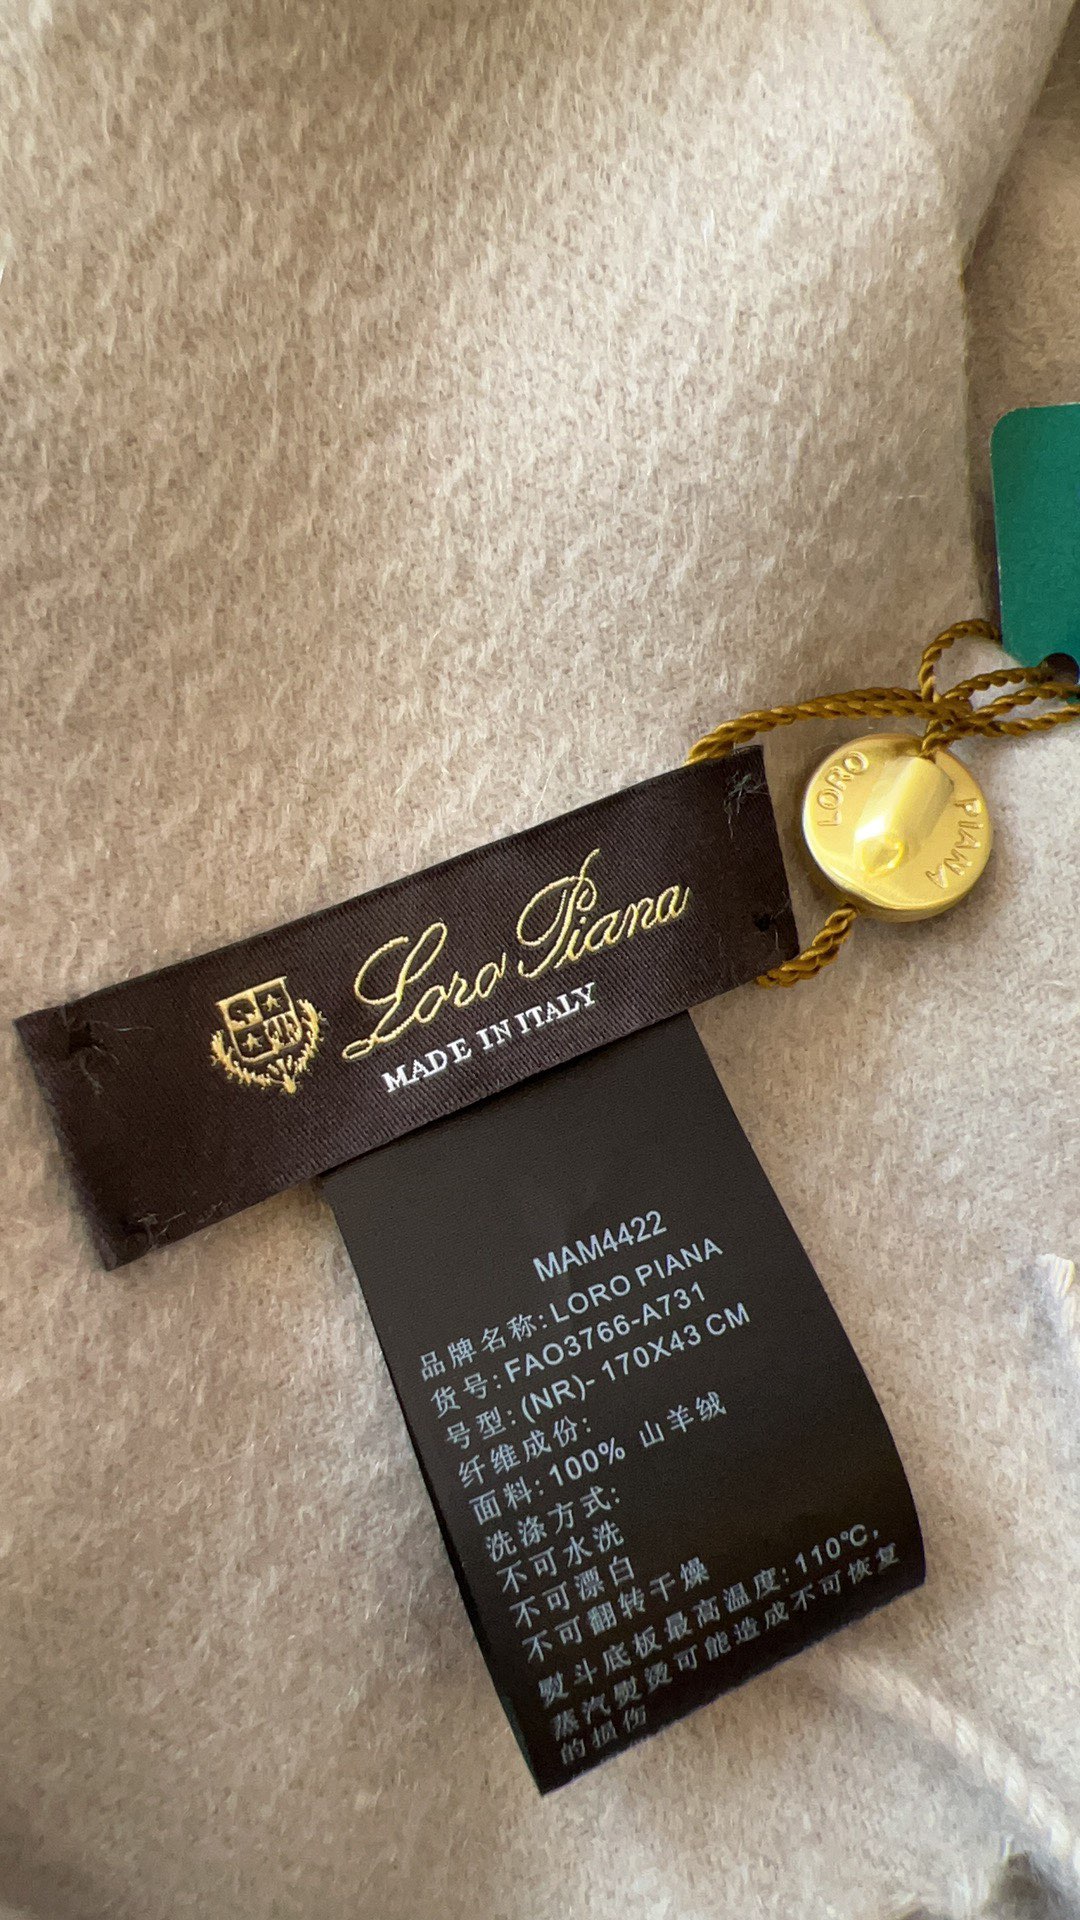 LORO
PIANA
Loro Piana
MADE IN ITALY
MAM4422
品牌名称: LORO PIANA
货号: FAO3766-A731
号型: (NR)- 170X43 CM
纤维成份:
面料: 100% 山羊绒
洗涤方式:
不可水洗
不可漂白
不可翻转干燥
熨斗底板最高温度: 110℃,
蒸汽熨烫可能造成不可恢复
的损伤